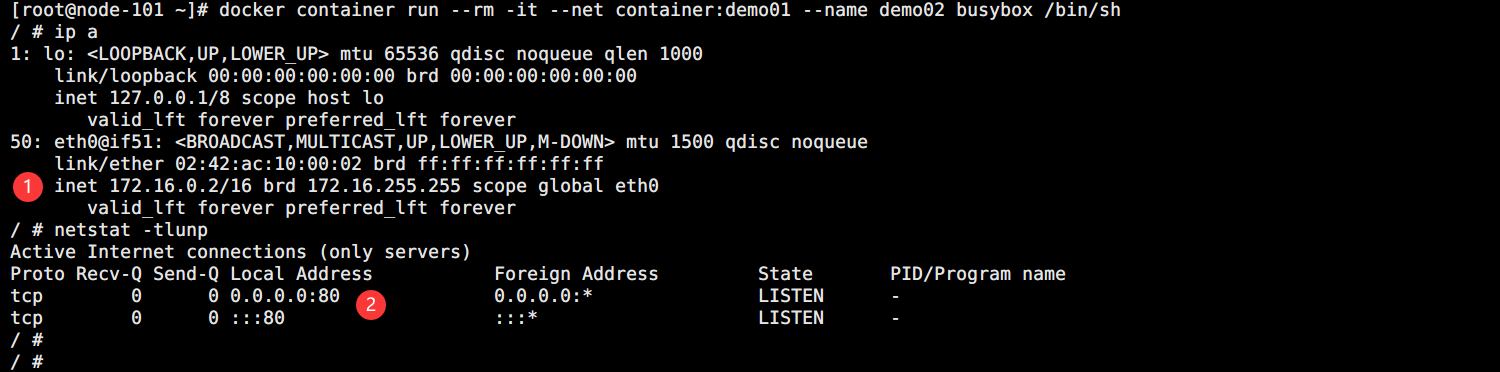 [root@node-101 ~]# docker container run --rm -it --net container:demo01 --name demo02 busybox /bin/sh
/ # ip a
1: lo: <LOOPBACK,UP,LOWER_UP> mtu 65536 qdisc noqueue qlen 1000
    link/loopback 00:00:00:00:00:00 brd 00:00:00:00:00:00
    inet 127.0.0.1/8 scope host lo
       valid_lft forever preferred_lft forever
50: eth0@if51: <BROADCAST,MULTICAST,UP,LOWER_UP,M-DOWN> mtu 1500 qdisc noqueue
    link/ether 02:42:ac:10:00:02 brd ff:ff:ff:ff:ff:ff
1   inet 172.16.0.2/16 brd 172.16.255.255 scope global eth0
       valid_lft forever preferred_lft forever
/ # netstat -tlunp
Active Internet connections (only servers)
Proto Recv-Q Send-Q Local Address           Foreign Address         State       PID/Program name
tcp        0      0 0.0.0.0:80 2            0.0.0.0:*               LISTEN      -
tcp        0      0 :::80                   :::*                    LISTEN      -
/ #
/ #